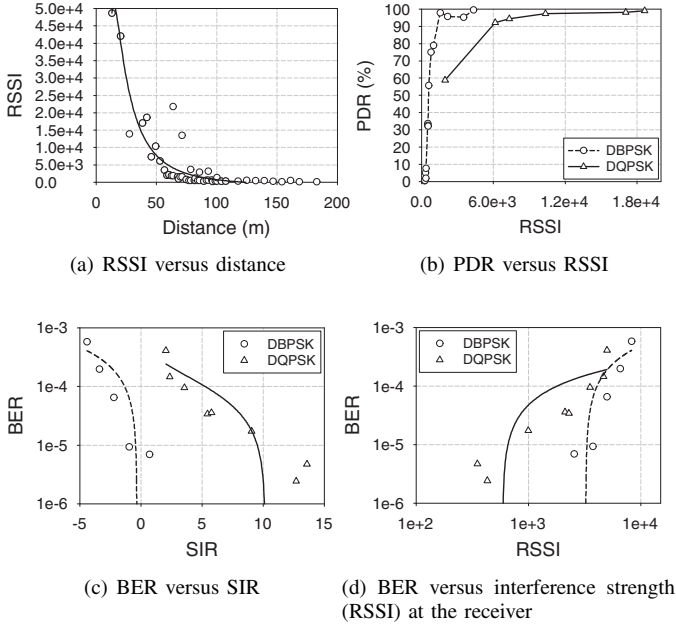 5.0e+4
4.5e+4
4.0e+4
3.5e+4
3.0e+4
2.5e+4
2.0e+4
1.5e+4
1.0e+4
5.0e+3
0.0
RSSI
0 50 100 150 200
Distance (m)
(a) RSSI versus distance
100
90
80
70
60
50
40
30
20
10
0
PDR (%)
DBPSK
DQPSK
0.0 6.0e+3 1.2e+4 1.8e+4
RSSI
(b) PDR versus RSSI
1e-3
1e-4
1e-5
1e-6
BER
DBPSK
DQPSK
-5 0 5 10 15
SIR
(c) BER versus SIR
1e-3
1e-4
1e-5
1e-6
BER
DBPSK
DQPSK
1e+2 1e+3 1e+4
RSSI
(d) BER versus interference strength
(RSSI) at the receiver